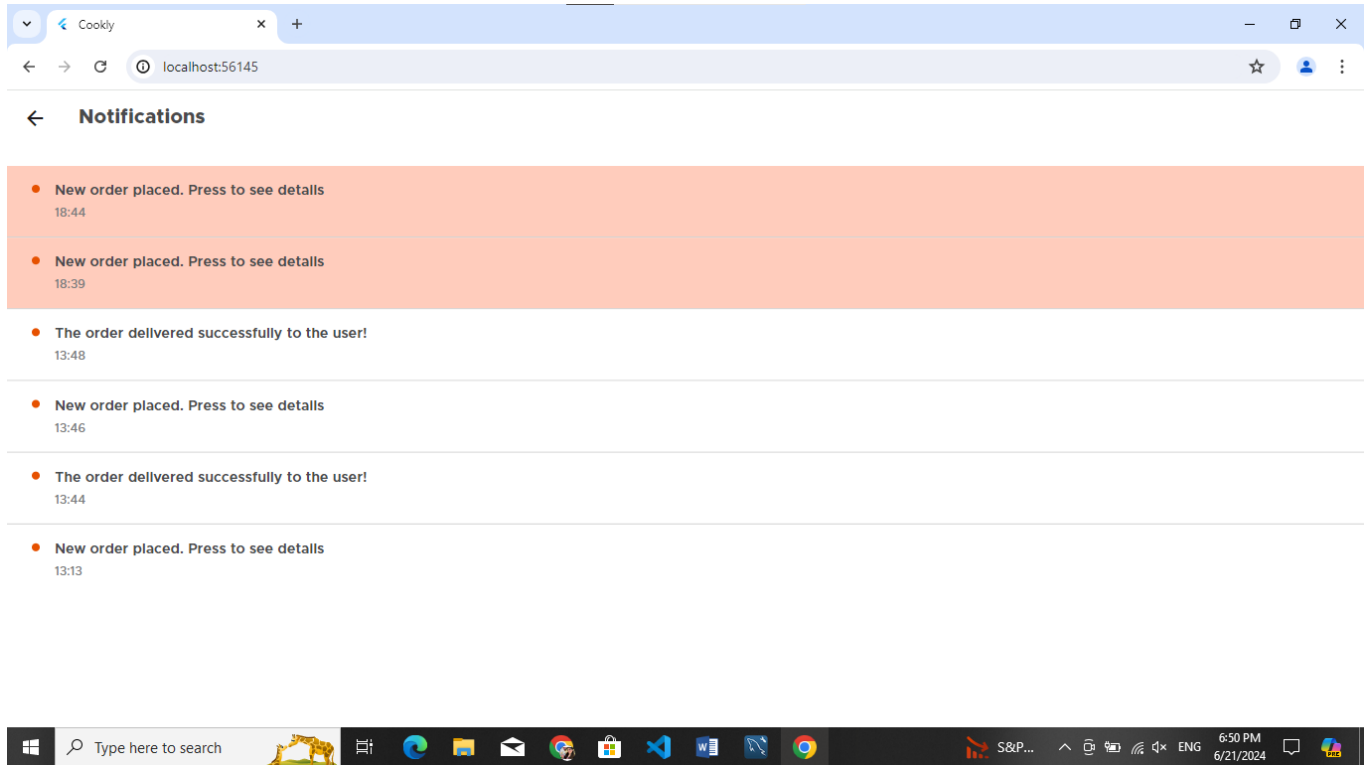 Cookly
localhost:56145
Notifications
New order placed. Press to see details
18:44
New order placed. Press to see details
18:39
The order delivered successfully to the user!
13:48
New order placed. Press to see details
13:46
The order delivered successfully to the user!
13:44
New order placed. Press to see details
13:13
Type here to search
S&P...
ENG
6:50 PM
6/21/2024
PRE